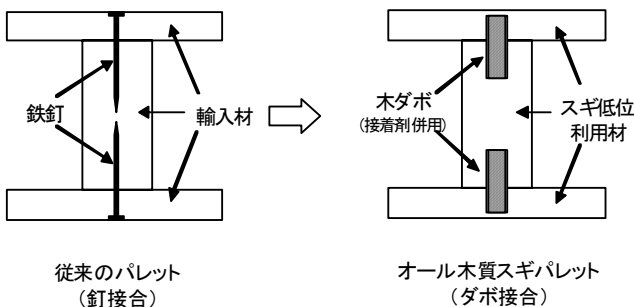 鉄釘
輸入材
木ダボ
(接着剤併用)
スギ低位
利用材
従来のパレット
(釘接合)
オール木質スギパレット
(ダボ接合)